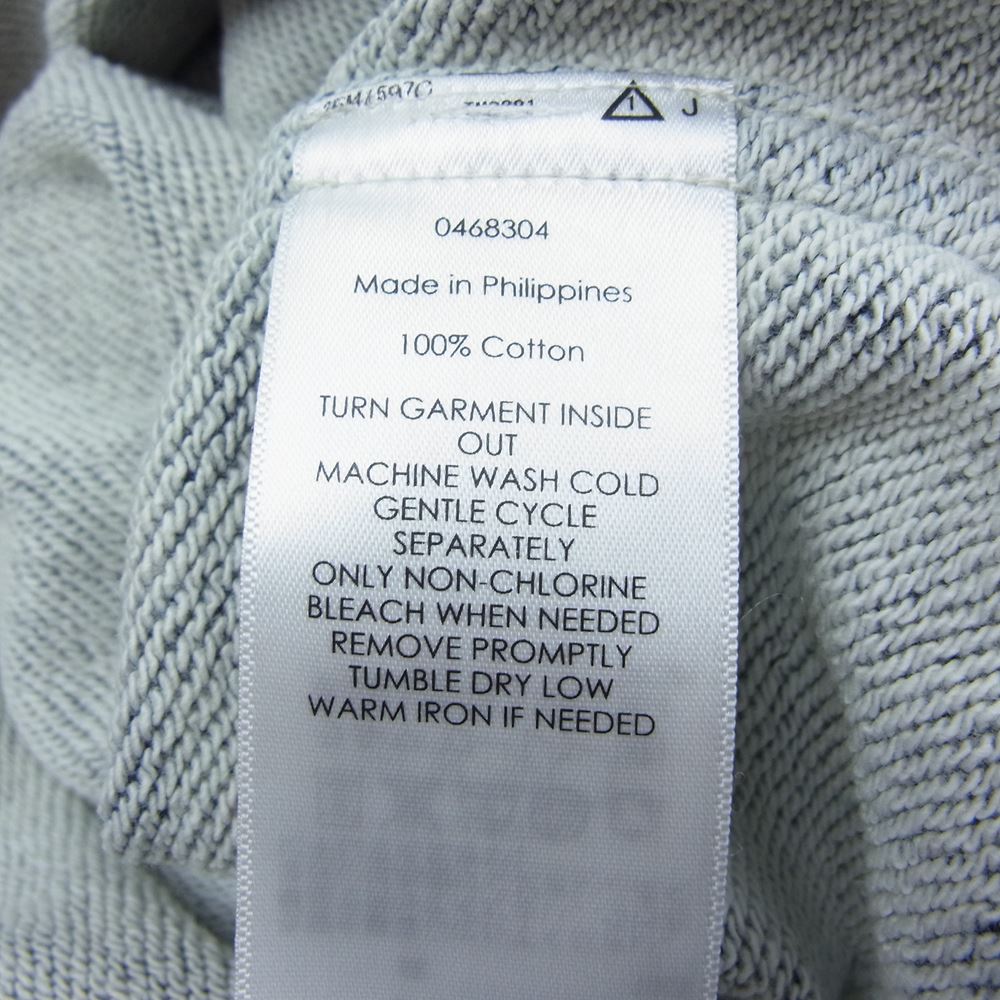 1 J
0468304
Made in Philippines
100% Cotton
TURN GARMENT INSIDE
OUT
MACHINE WASH COLD
GENTLE CYCLE
SEPARATELY
ONLY NON-CHLORINE
BLEACH WHEN NEEDED
REMOVE PROMPTLY
TUMBLE DRY LOW
WARM IRON IF NEEDED